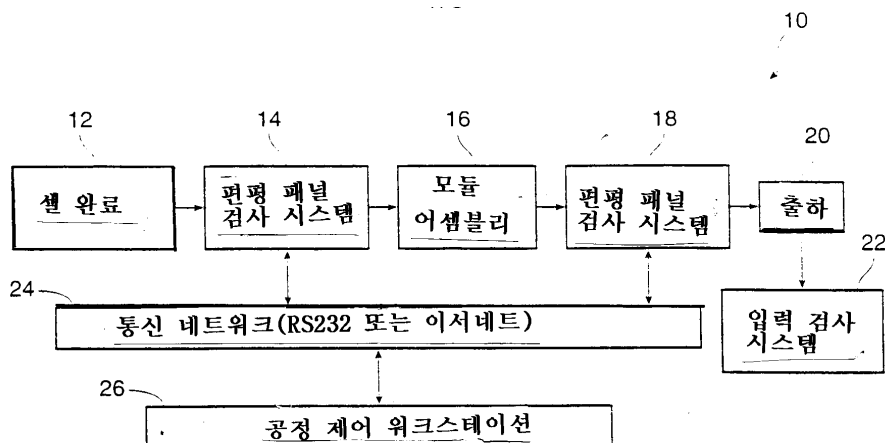 10
12
14
16
18
20
셀 완료
편평 패널
검사 시스템
모듈
어셈블리
편평 패널
검사 시스템
출하
22
24
통신 네트워크(RS232 또는 이서네트)
입력 검사
시스템
26
공정 제어 워크스테이션